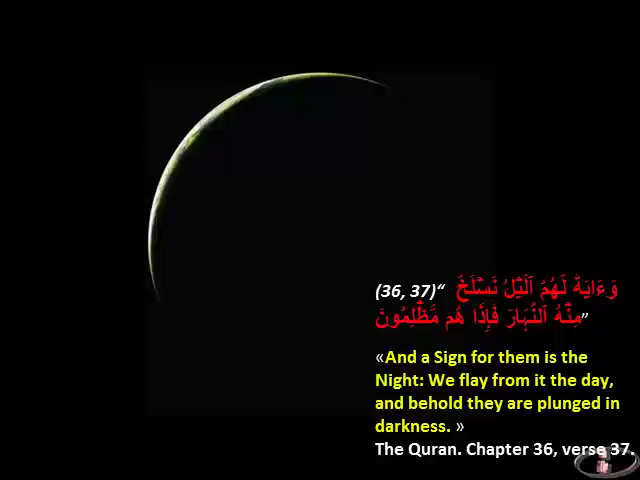 (36, 37)“ وَءَايَةٌ لَهُمُ ٱلَّيْلُ نَسْلَخُ
مِنْهُ ٱلنَّهَارَ فَإِذَا هُم مُّظْلِمُونَ”
«And a Sign for them is the
Night: We flay from it the day,
and behold they are plunged in
darkness. »
The Quran. Chapter 36, verse 37.